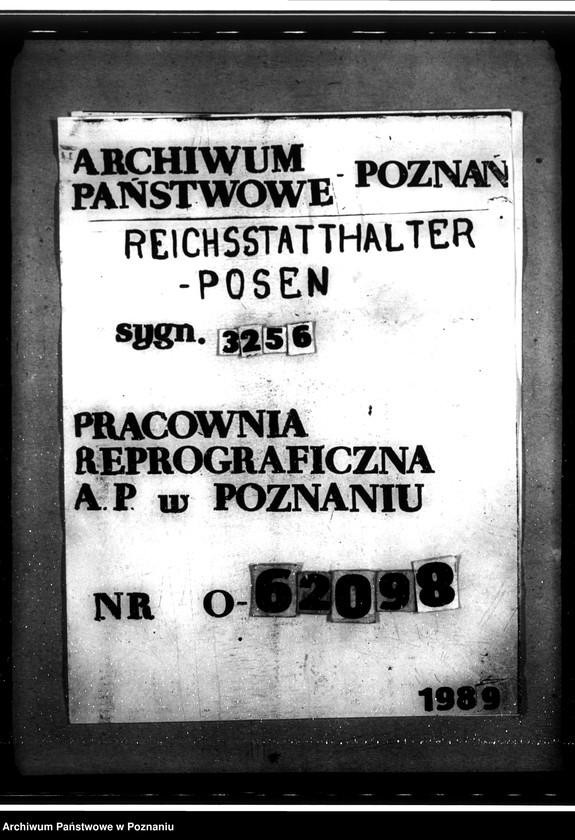 ARCHIWUM
PAŃSTWOWE - POZNAŃ
REICHSSTATTHALTER
-POSEN
sygn. 3256
PRACOWNIA
REPROGRAFICZNA
A.P. w POZNANIU
NR O-62098
1989
Archiwum Państwowe w Poznaniu